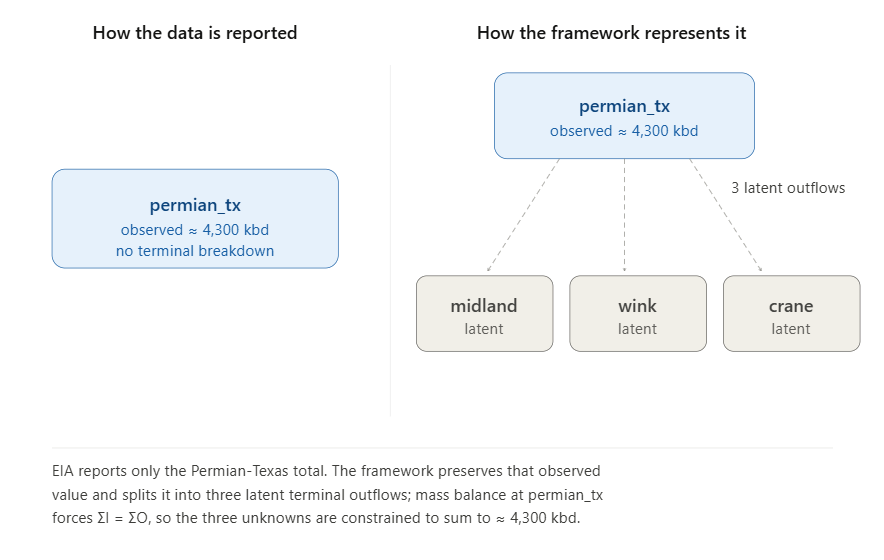 How the data is reported
How the framework represents it
permian_tx
observed ≈ 4,300 kbd
no terminal breakdown
permian_tx
observed ≈ 4,300 kbd
3 latent outflows
midland
latent
wink
latent
crane
latent
EIA reports only the Permian-Texas total. The framework preserves that observed
value and splits it into three latent terminal outflows; mass balance at permian_tx
forces ΣI = ΣO, so the three unknowns are constrained to sum to ≈ 4,300 kbd.